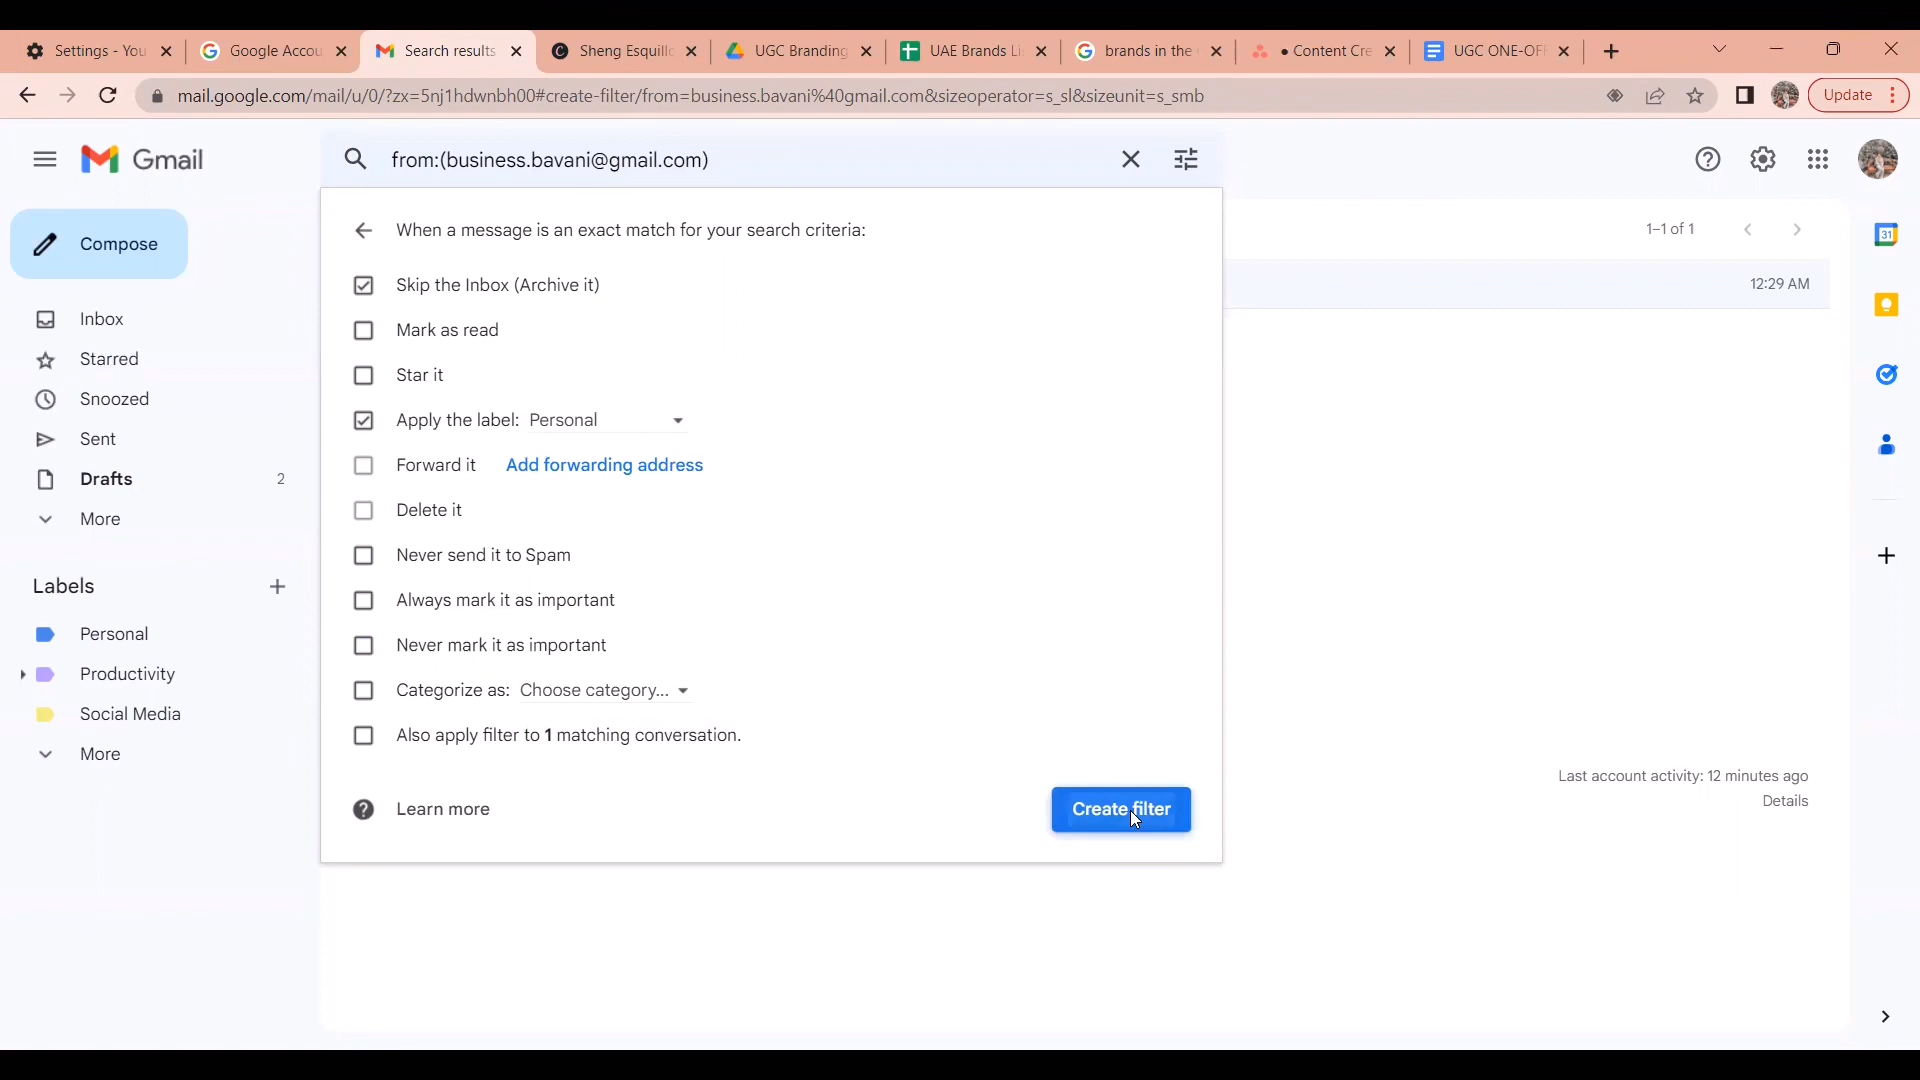 Settings - You
Google Accou
Search results
Sheng Esquill
UGC Branding
UAE Brands Li
brands in the
• Content Cre
UGC ONE-OFF
mail.google.com/mail/u/0/?zx=5nj1hdwnbh00#create-filter/from=business.bavani%40gmail.com&sizeoperator=s_sl&sizeunit=s_smb
Update
Gmail
from:(business.bavani@gmail.com)
Compose
Inbox
Starred
Snoozed
Sent
Drafts 2
More
Labels
Personal
Productivity
Social Media
More
When a message is an exact match for your search criteria:
Skip the Inbox (Archive it)
Mark as read
Star it
Apply the label: Personal
Forward it Add forwarding address
Delete it
Never send it to Spam
Always mark it as important
Never mark it as important
Categorize as: Choose category...
Also apply filter to 1 matching conversation.
Learn more
Create filter
1–1 of 1
12:29 AM
Last account activity: 12 minutes ago
Details
31